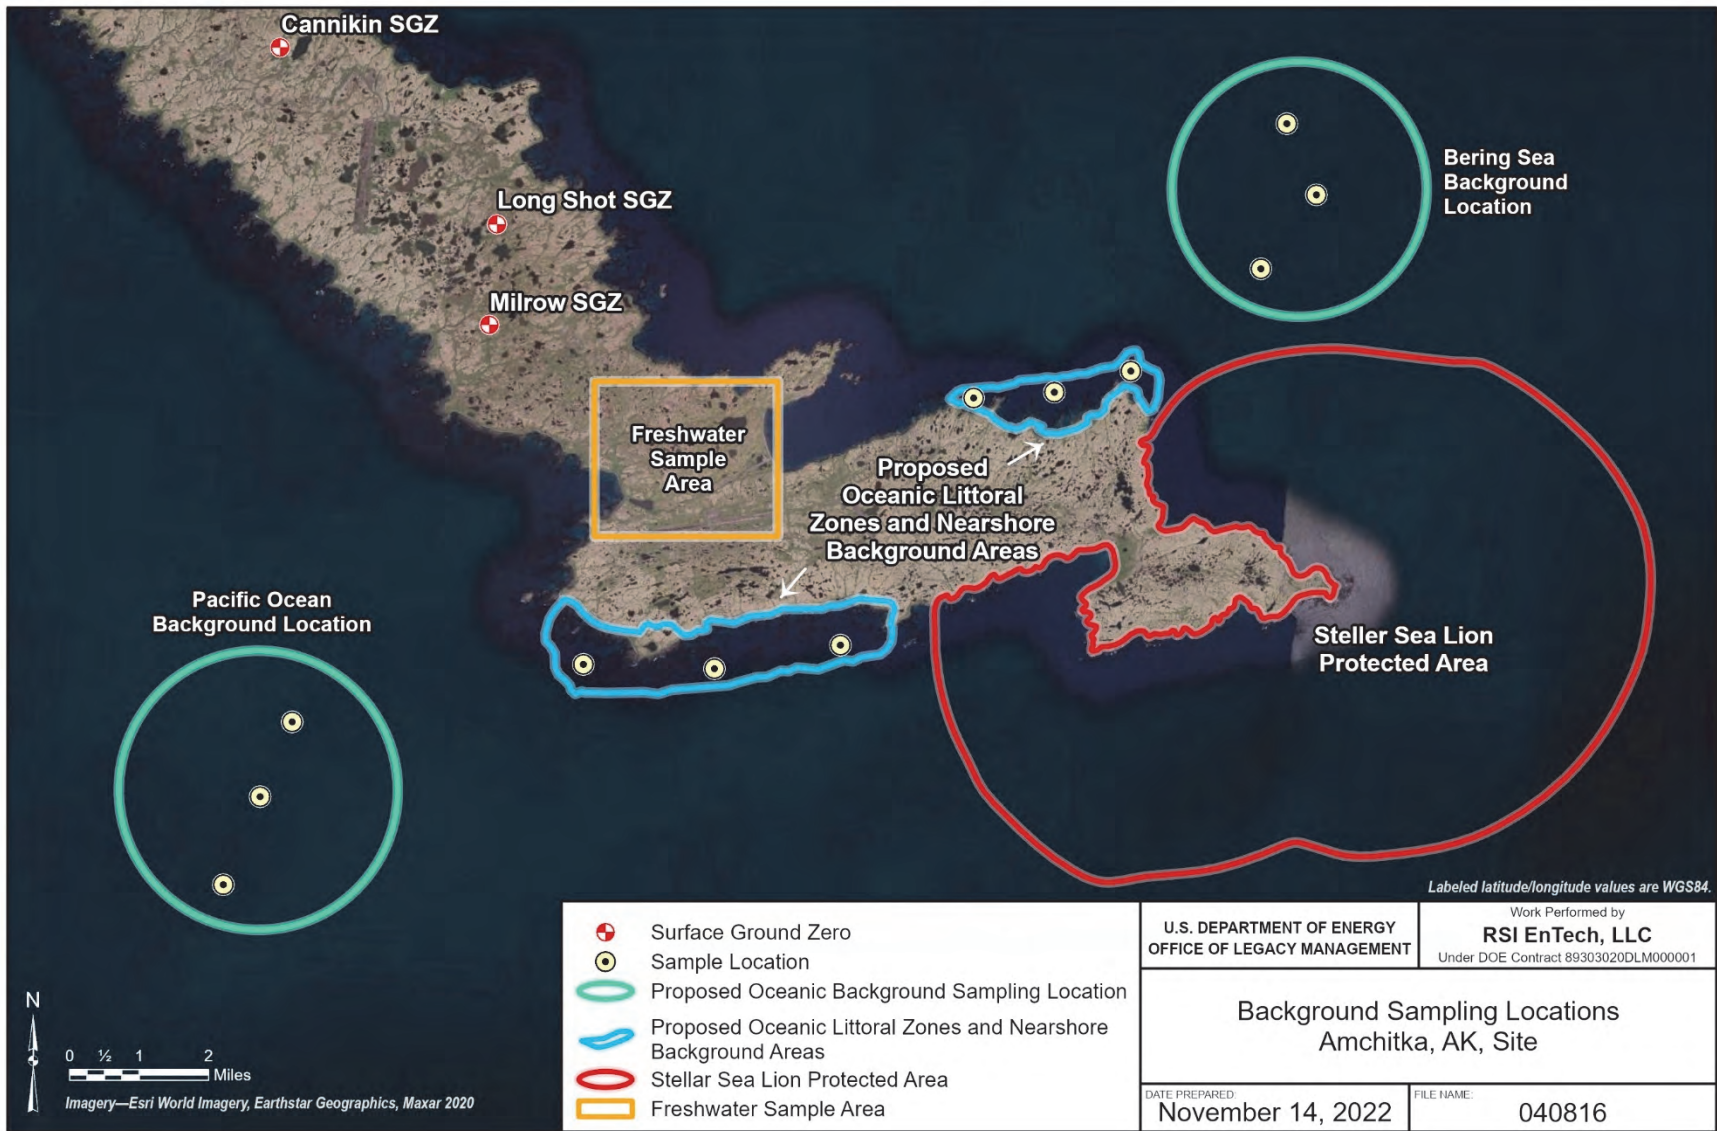 Cannikin SGZ
Long Shot SGZ
Milrow SGZ
Bering Sea
Background
Location
Freshwater
Sample
Area
Proposed
Oceanic Littoral
Zones and Nearshore
Background Areas
Pacific Ocean
Background Location
Steller Sea Lion
Protected Area
Labeled latitude/longitude values are WGS84.
N
0 ½ 1 2
Miles
Imagery—Esri World Imagery, Earthstar Geographics, Maxar 2020
Surface Ground Zero
Sample Location
Proposed Oceanic Background Sampling Location
Proposed Oceanic Littoral Zones and Nearshore
Background Areas
Stellar Sea Lion Protected Area
Freshwater Sample Area
U.S. DEPARTMENT OF ENERGY
OFFICE OF LEGACY MANAGEMENT
Work Performed by
RSI EnTech, LLC
Under DOE Contract 89303020DLM000001
Background Sampling Locations
Amchitka, AK, Site
DATE PREPARED:
November 14, 2022
FILE NAME:
040816